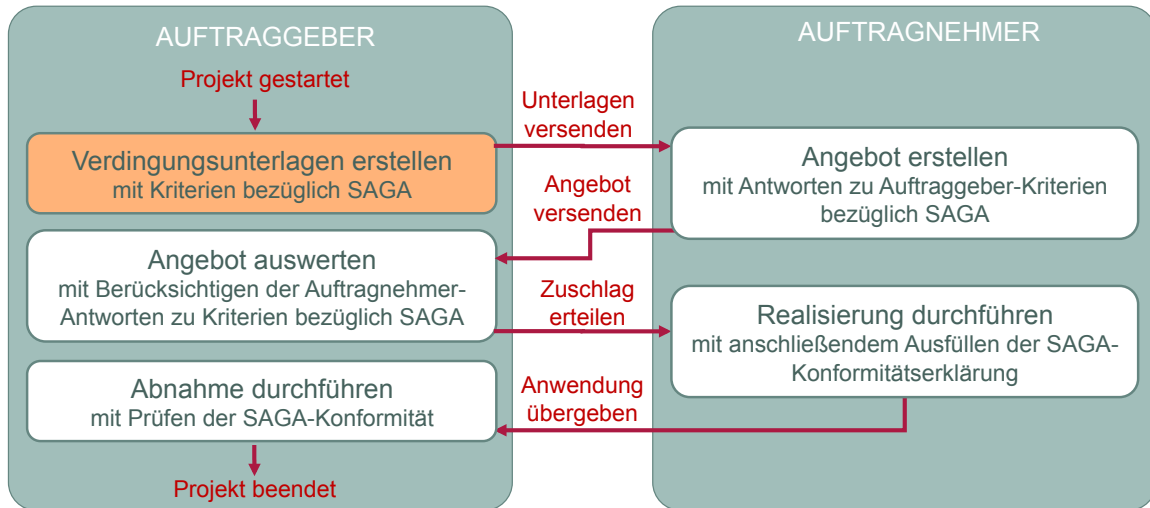 AUFTRAGGEBER
Projekt gestartet
Verdingungsunterlagen erstellen
mit Kriterien bezüglich SAGA
Angebot auswerten
mit Berücksichtigen der Auftragnehmer-
Antworten zu Kriterien bezüglich SAGA
Abnahme durchführen
mit Prüfen der SAGA-Konformität
Projekt beendet
Unterlagen
versenden
Angebot
versenden
Zuschlag
erteilen
Anwendung
übergeben
AUFTRAGNEHMER
Angebot erstellen
mit Antworten zu Auftraggeber-Kriterien
bezüglich SAGA
Realisierung durchführen
mit anschließendem Ausfüllen der SAGA-
Konformitätserklärung